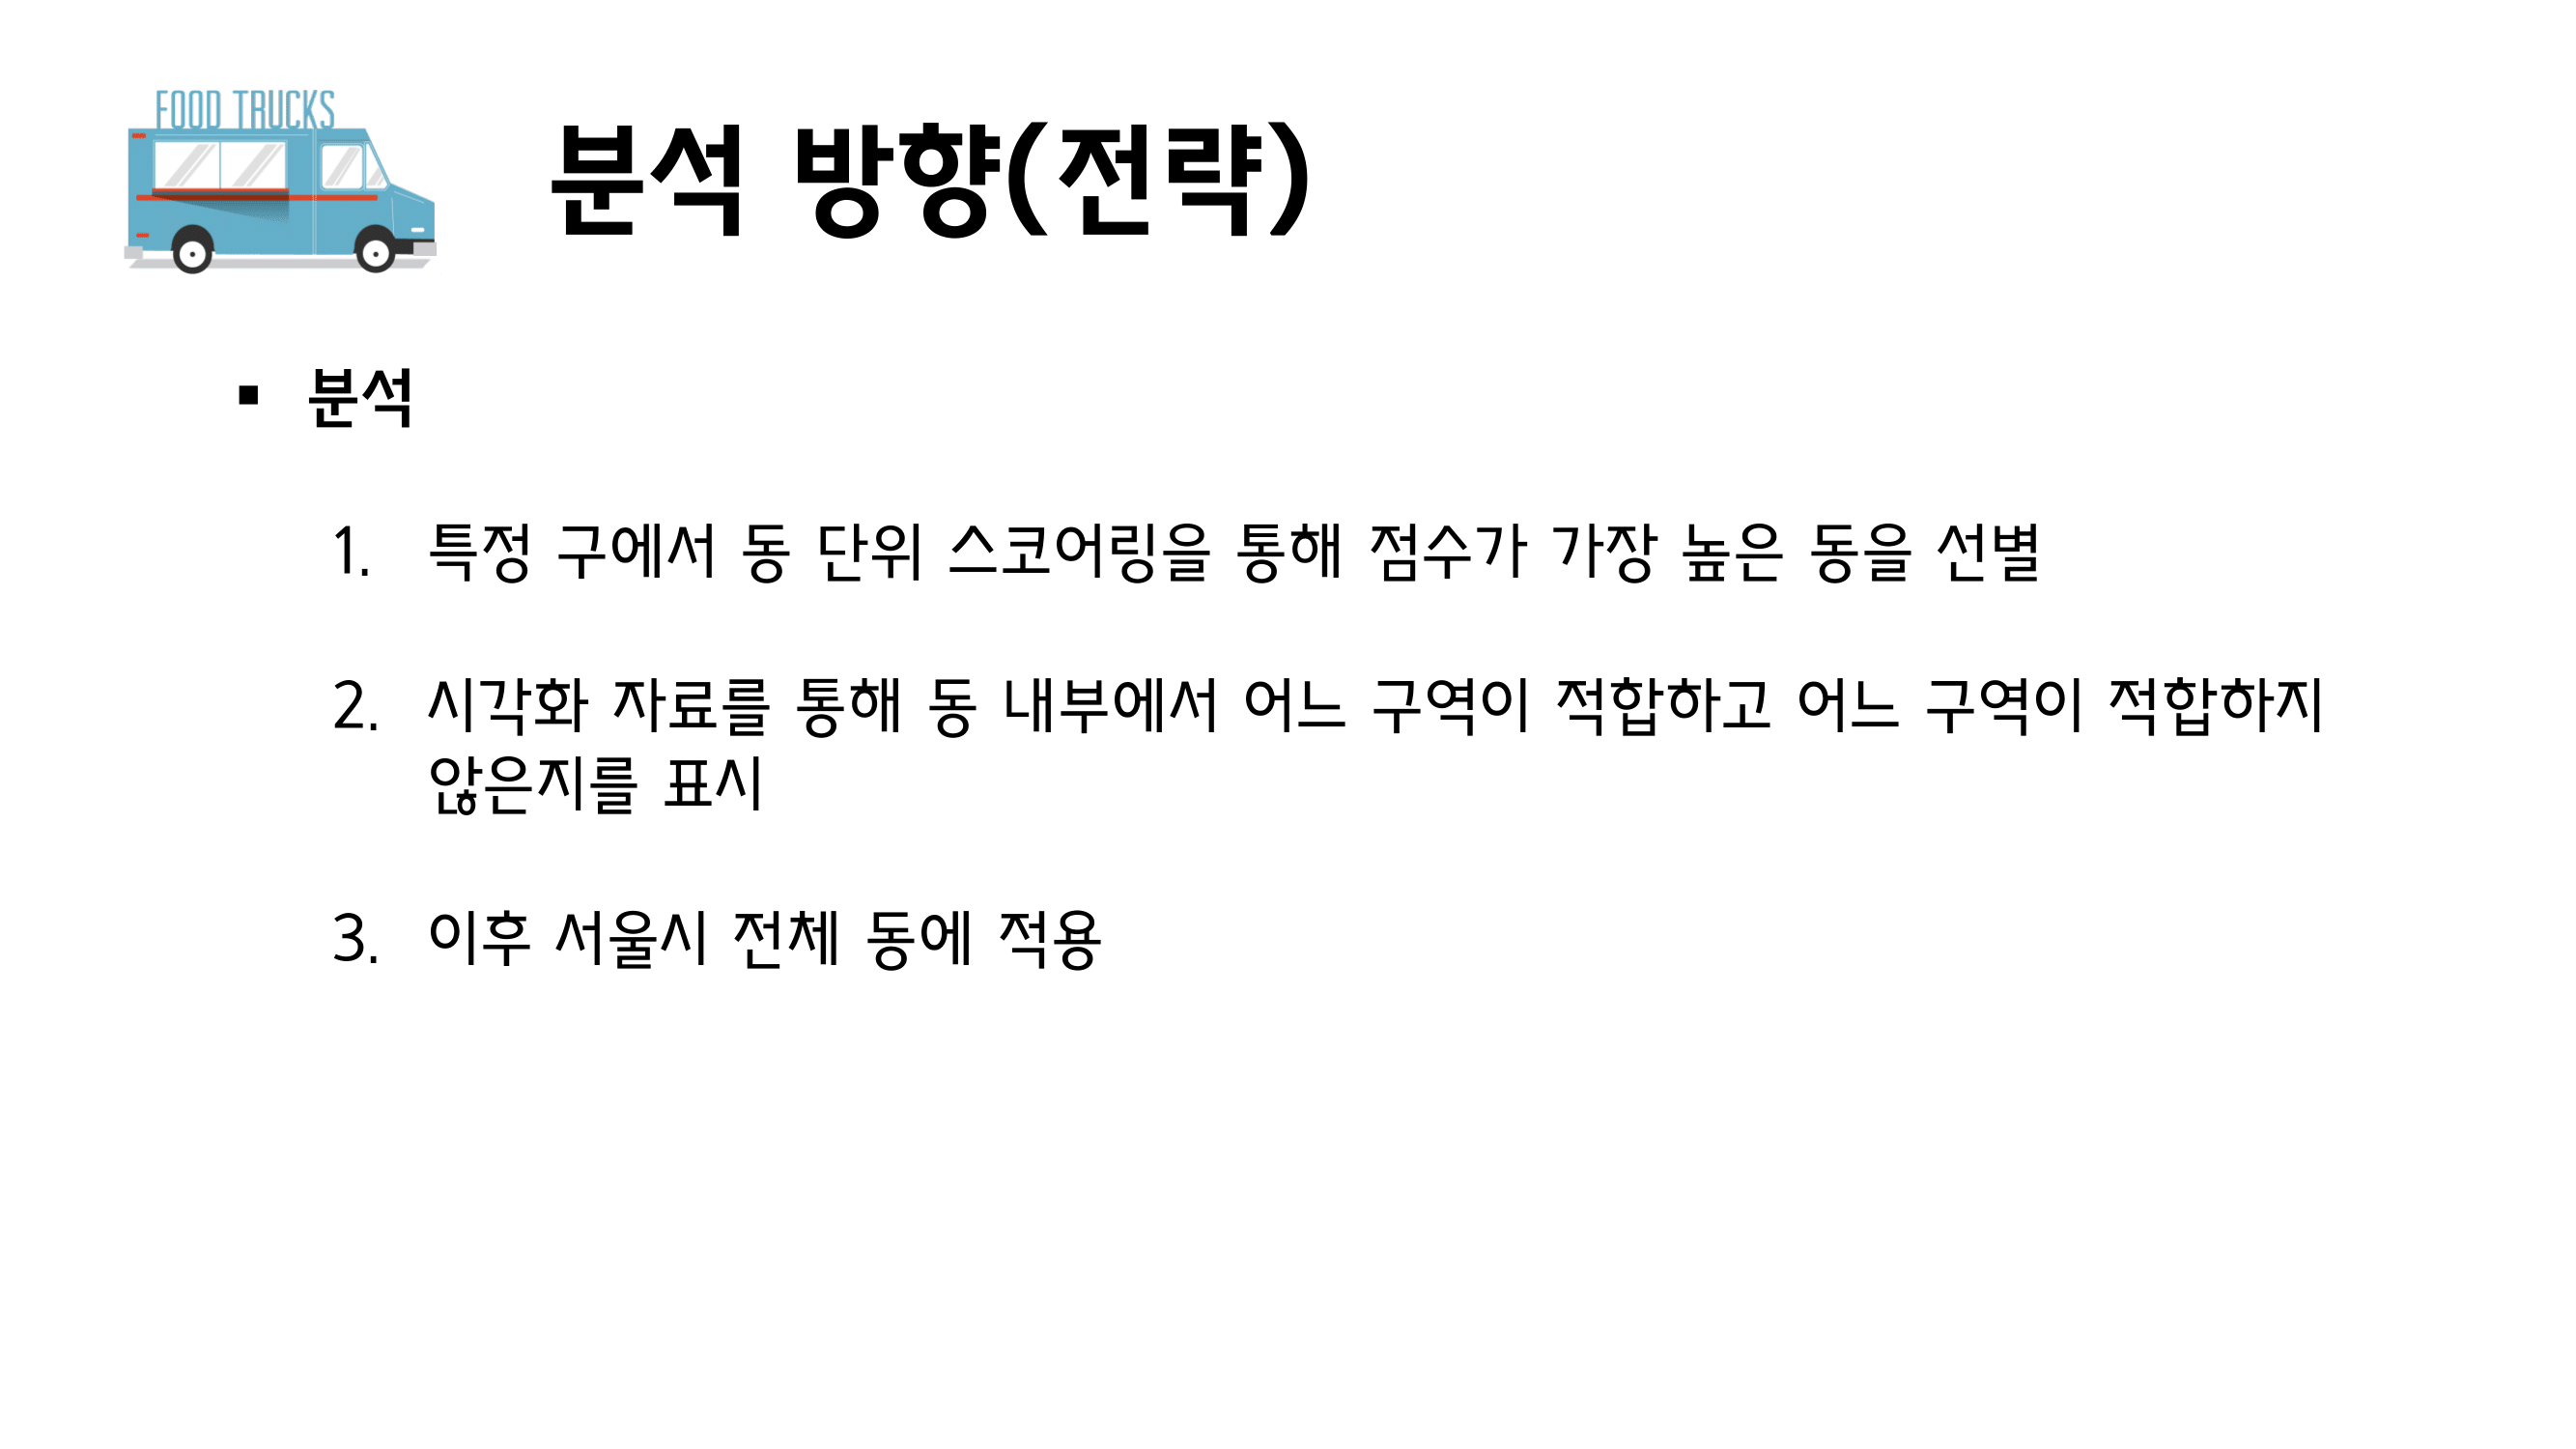 FOOD TRUCKS
분석 방향(전략)
▪ 분석
1. 특정 구에서 동 단위 스코어링을 통해 점수가 가장 높은 동을 선별
2. 시각화 자료를 통해 동 내부에서 어느 구역이 적합하고 어느 구역이 적합하지
않은지를 표시
3. 이후 서울시 전체 동에 적용